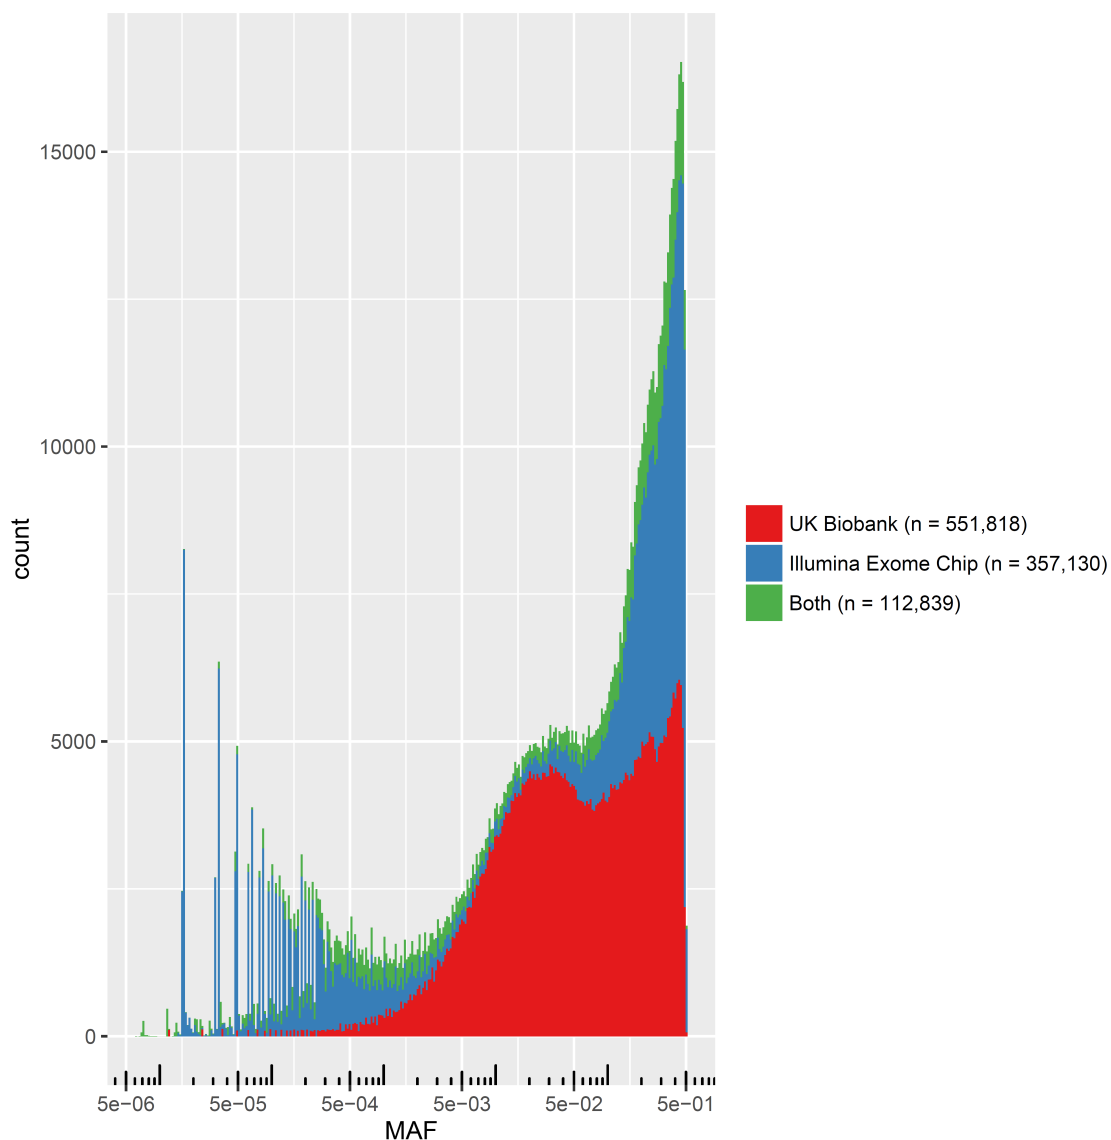 count
15000
10000
5000
0
5e−06 5e−05 5e−04 5e−03 5e−02 5e−01
MAF
UK Biobank (n = 551,818)
Illumina Exome Chip (n = 357,130)
Both (n = 112,839)